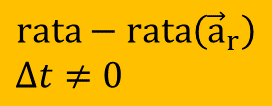 rata − rata(a⃗ᵣ)
Δt ≠ 0